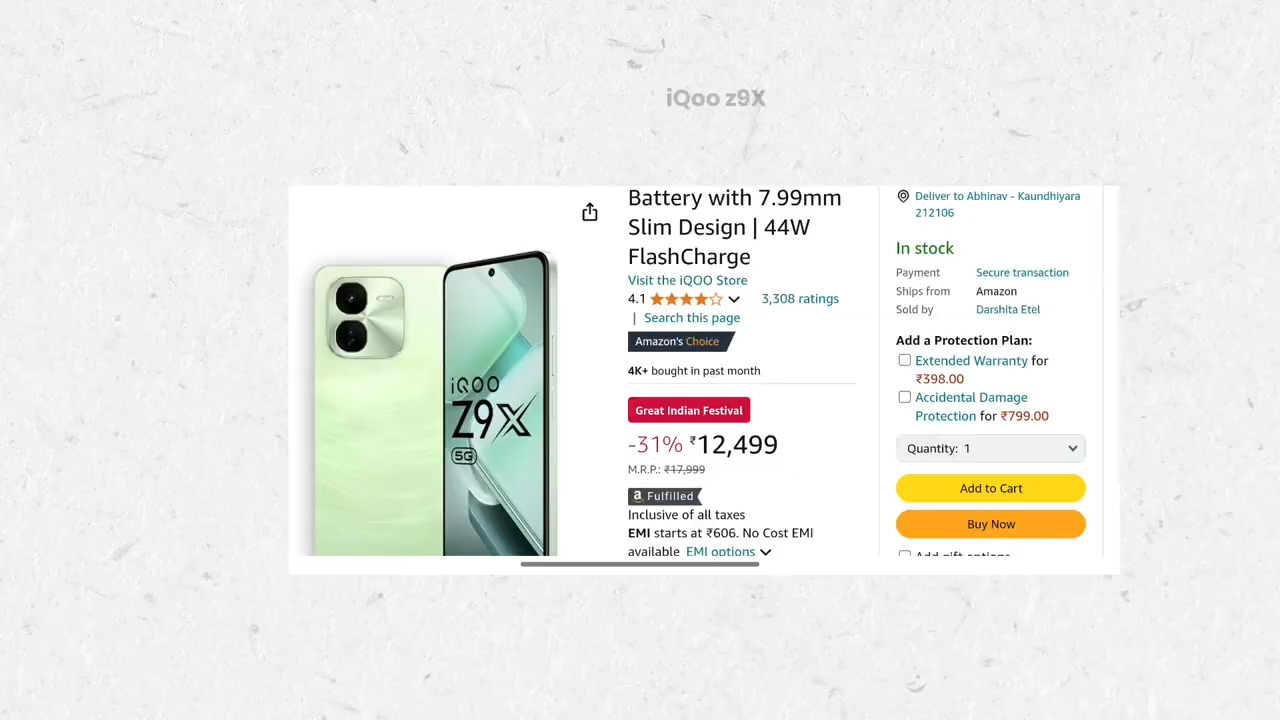 iQoo z9X
Battery with 7.99mm
Slim Design | 44W
FlashCharge
Visit the iQOO Store
4.1
3,308 ratings
| Search this page
Amazon's Choice
4K+ bought in past month
Great Indian Festival
-31% ₹12,499
M.R.P.: ₹17,999
a Fulfilled
Inclusive of all taxes
EMI starts at ₹606. No Cost EMI
available EMI options
iQOO
Z9X
5G
Deliver to Abhinav - Kaundhiyara
212106
In stock
Payment Secure transaction
Ships from Amazon
Sold by Darshita Etel
Add a Protection Plan:
Extended Warranty for
₹398.00
Accidental Damage
Protection for ₹799.00
Quantity: 1
Add to Cart
Buy Now
Add gift options